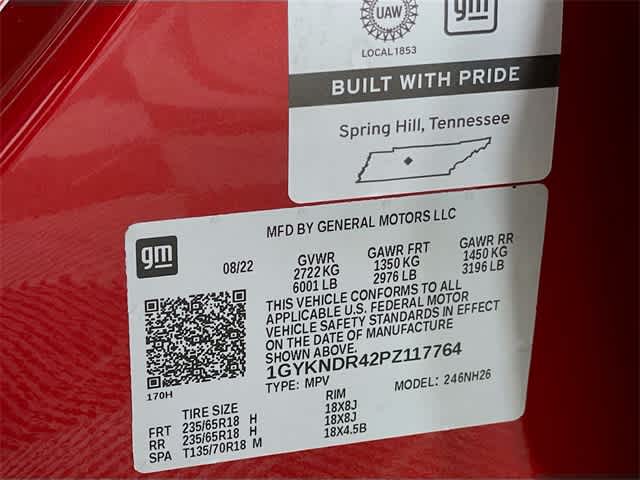 UAW
gm
LOCAL 1853
BUILT WITH PRIDE
Spring Hill, Tennessee
MFD BY GENERAL MOTORS LLC
gm
08/22
GVWR GAWR FRT GAWR RR
2722 KG 1350 KG 1450 KG
6001 LB 2976 LB 3196 LB
THIS VEHICLE CONFORMS TO ALL
APPLICABLE U.S. FEDERAL MOTOR
VEHICLE SAFETY STANDARDS IN EFFECT
ON THE DATE OF MANUFACTURE
SHOWN ABOVE.
1GYKNDR42PZ117764
TYPE: MPV MODEL: 246NH26
170H
TIRE SIZE RIM
FRT 235/65R18 H 18X8J
RR 235/65R18 H 18X8J
SPA T135/70R18 M 18X4.5B